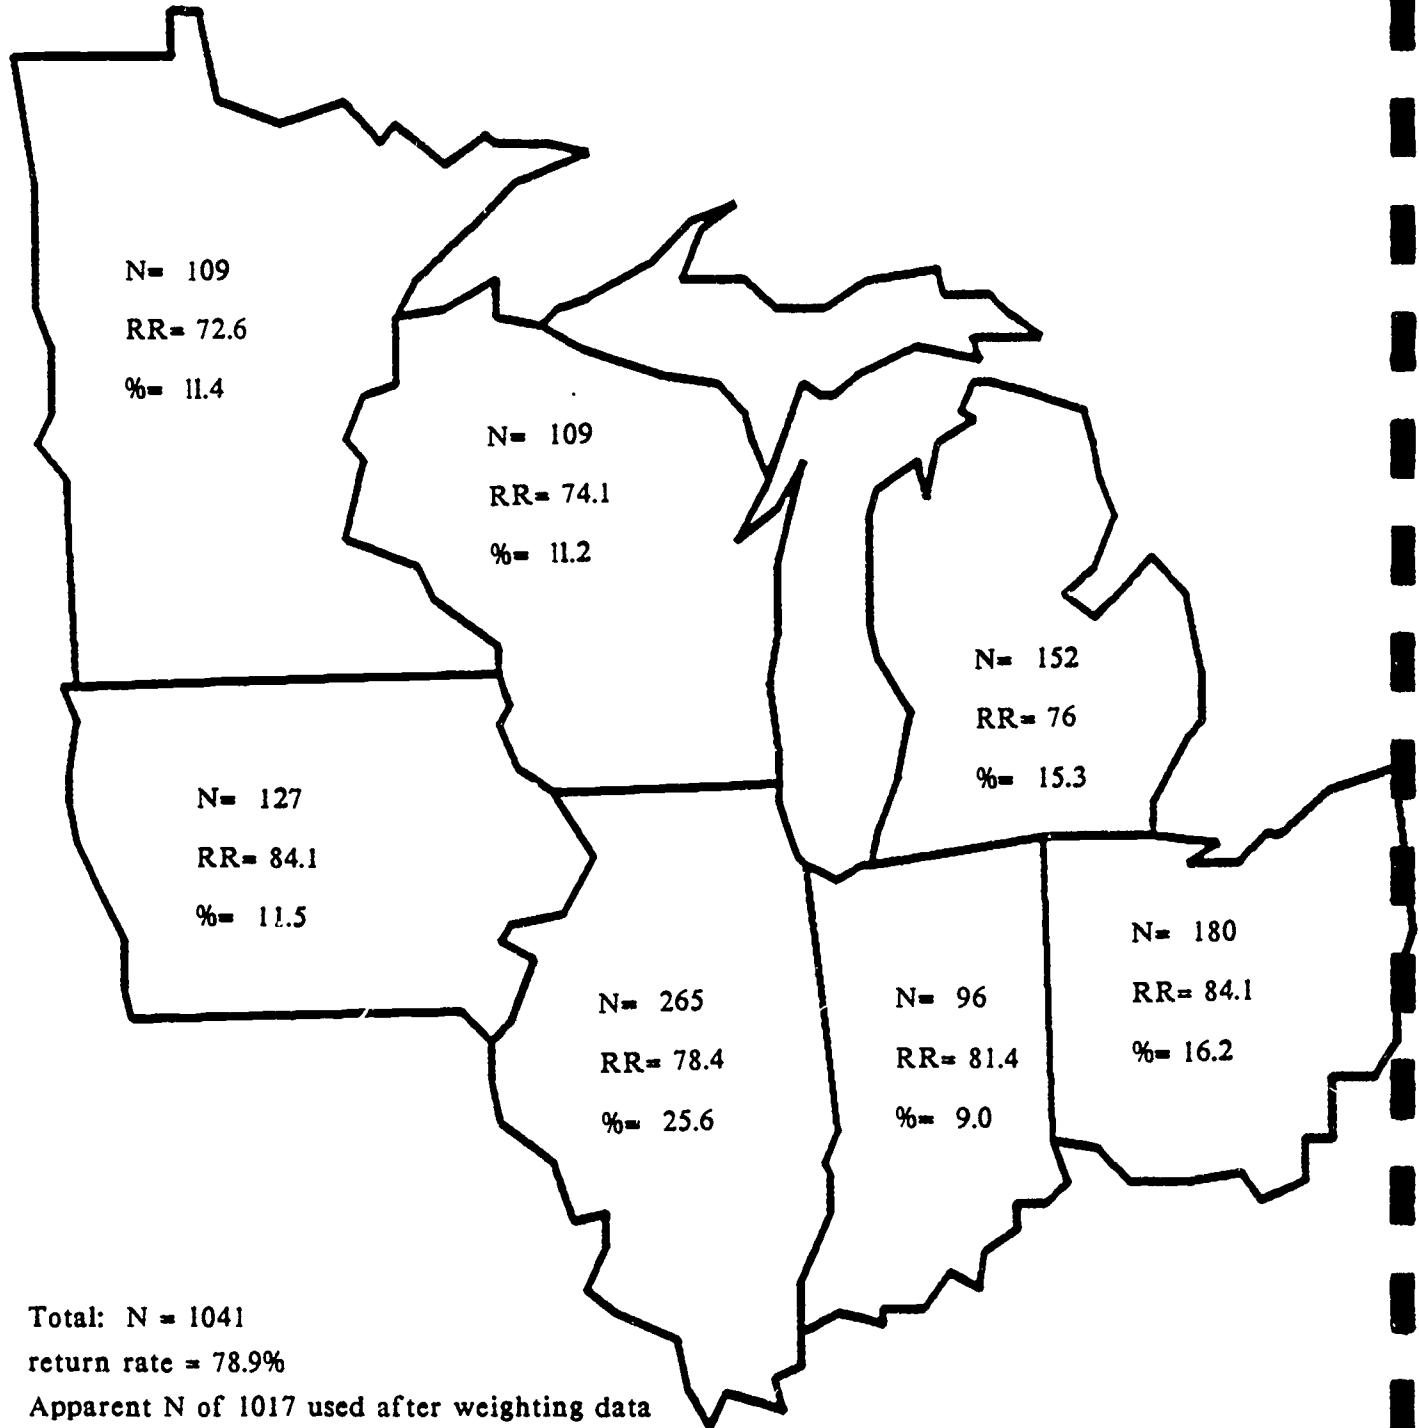 N= 109
RR= 72.6
%= 11.4
N= 109
RR= 74.1
%= 11.2
N= 152
RR= 76
%= 15.3
N= 127
RR= 84.1
%= 11.5
N= 265
RR= 78.4
%= 25.6
N= 96
RR= 81.4
%= 9.0
N= 180
RR= 84.1
%= 16.2
Total: N = 1041
return rate = 78.9%
Apparent N of 1017 used after weighting data